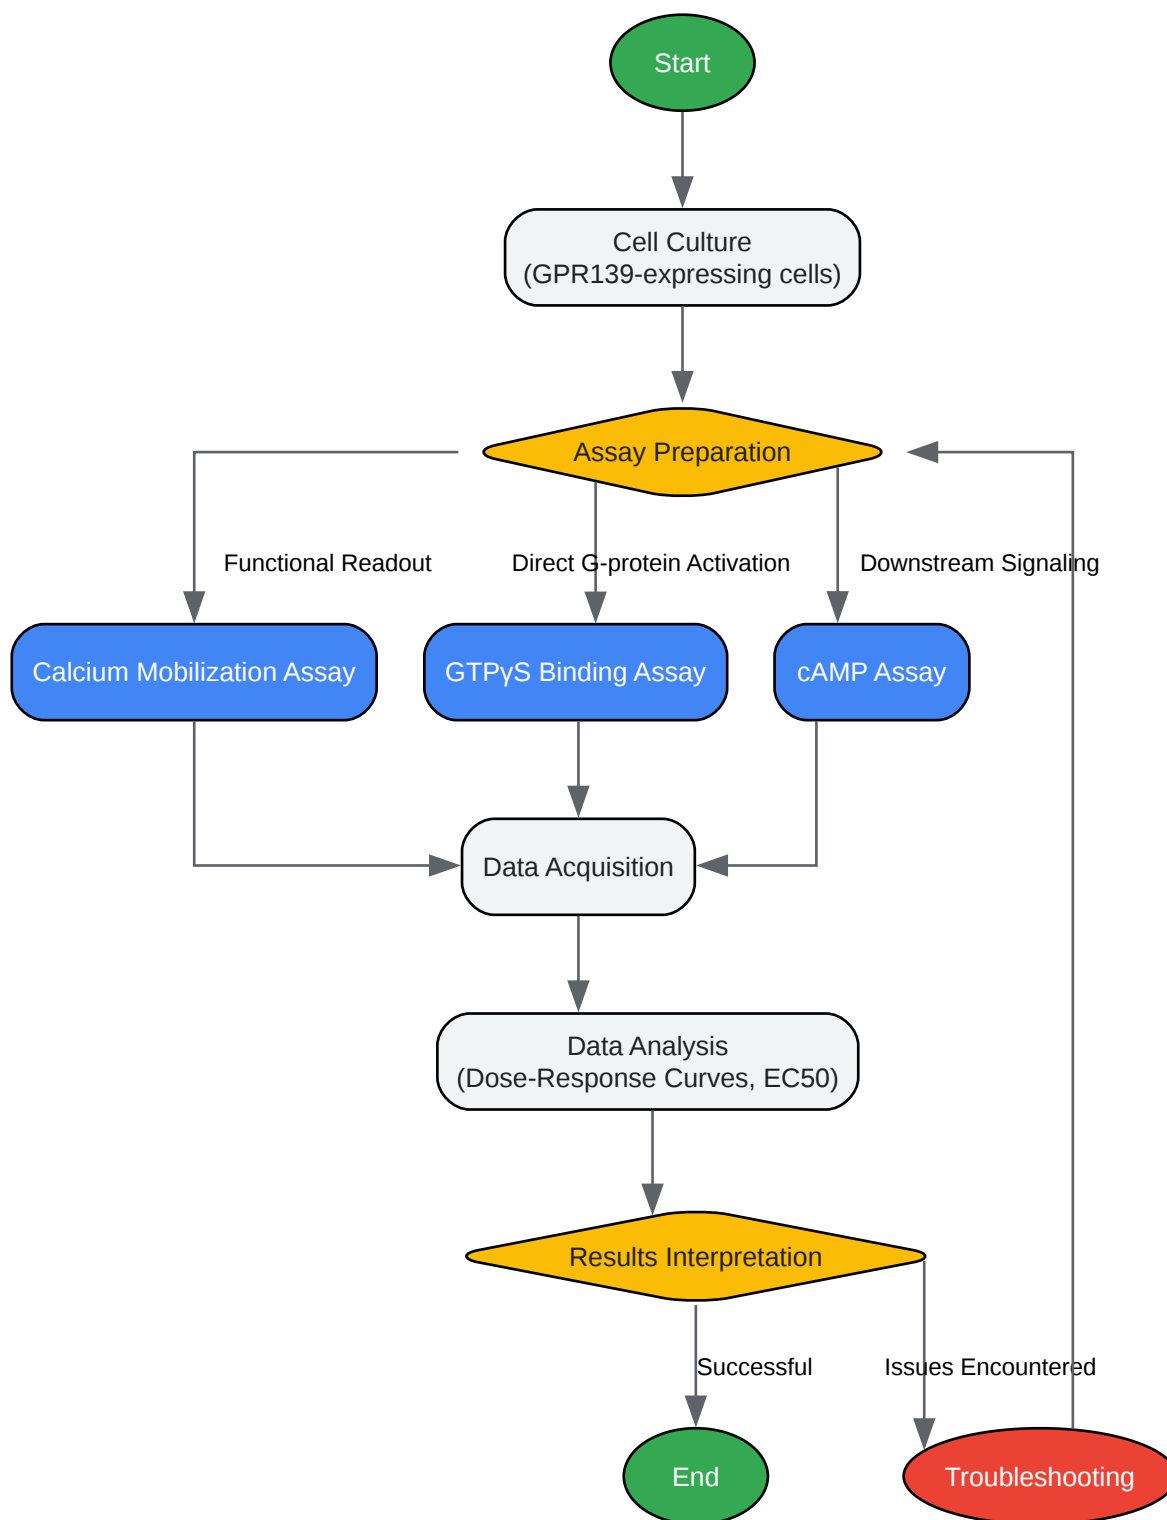 Start
Cell Culture
(GPR139-expressing cells)
Assay Preparation
Functional Readout
Direct G-protein Activation
Downstream Signaling
Calcium Mobilization Assay
GTPγS Binding Assay
cAMP Assay
Data Acquisition
Data Analysis
(Dose-Response Curves, EC50)
Results Interpretation
Successful
Issues Encountered
End
Troubleshooting